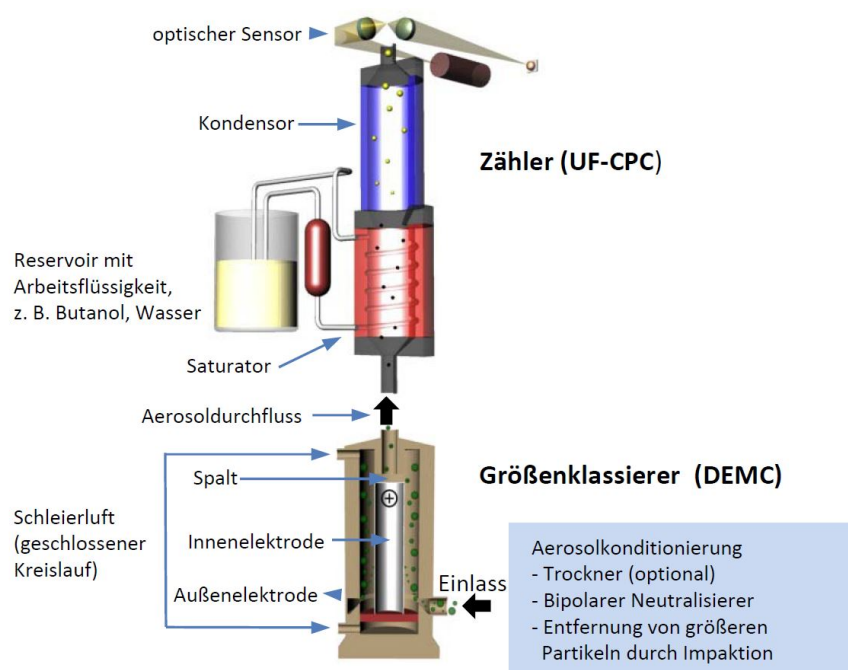 optischer Sensor
Kondensor
Zähler (UF-CPC)
Reservoir mit
Arbeitsflüssigkeit,
z. B. Butanol, Wasser
Saturator
Aerosoldurchfluss
Größenklassierer (DEMC)
Spalt
+
Schleierluft
(geschlossener
Kreislauf)
Innenelektrode
Außenelektrode
Einlass
Aerosolkonditionierung
- Trockner (optional)
- Bipolarer Neutralisierer
- Entfernung von größeren
Partikeln durch Impaktion